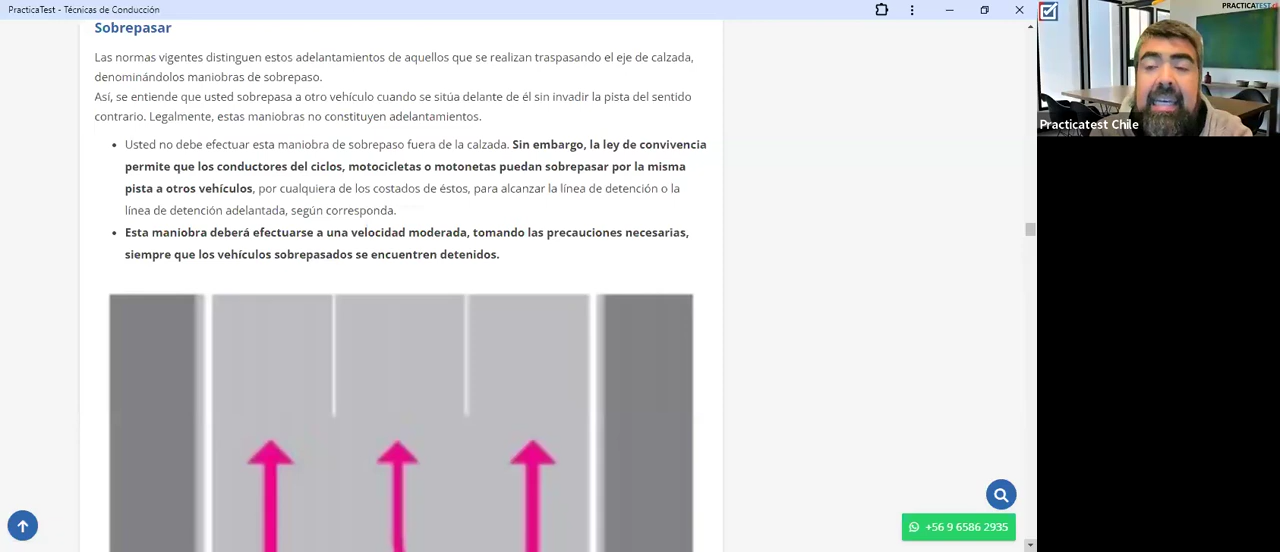 PracticaTest - Técnicas de Conducción
Sobrepasar
Las normas vigentes distinguen estos adelantamientos de aquellos que se realizan traspasando el eje de calzada,
denominándolos maniobras de sobrepaso.
Así, se entiende que usted sobrepasa a otro vehículo cuando se sitúa delante de él sin invadir la pista del sentido
contrario. Legalmente, estas maniobras no constituyen adelantamientos.
• Usted no debe efectuar esta maniobra de sobrepaso fuera de la calzada. Sin embargo, la ley de convivencia
permite que los conductores del ciclos, motocicletas o motonetas puedan sobrepasar por la misma
pista a otros vehículos, por cualquiera de los costados de éstos, para alcanzar la línea de detención o la
línea de detención adelantada, según corresponda.
• Esta maniobra deberá efectuarse a una velocidad moderada, tomando las precauciones necesarias,
siempre que los vehículos sobrepasados se encuentren detenidos.
+56 9 6586 2935
PRACTICATEST
Practicatest Chile